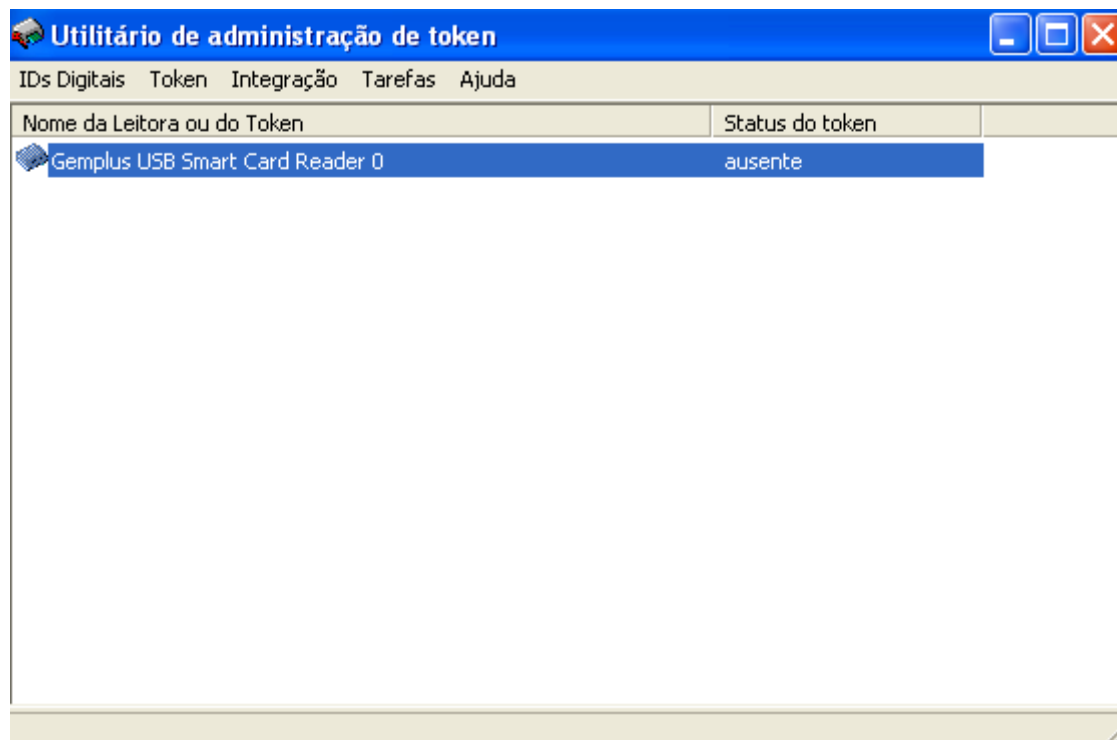 Utilitário de administração de token
IDs Digitais Token Integração Tarefas Ajuda
Nome da Leitora ou do Token Status do token
Gemplus USB Smart Card Reader 0 ausente